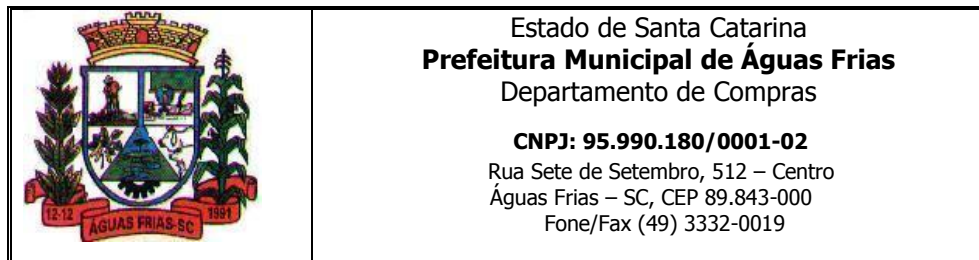 12-12
ÁGUAS FRIAS-SC
1991
Estado de Santa Catarina
Prefeitura Municipal de Águas Frias
Departamento de Compras
CNPJ: 95.990.180/0001-02
Rua Sete de Setembro, 512 – Centro
Águas Frias – SC, CEP 89.843-000
Fone/Fax (49) 3332-0019